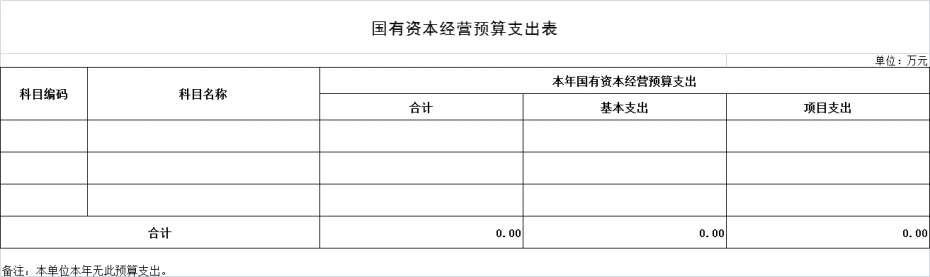 国有资本经营预算支出表
单位：万元
科目编码 科目名称 本年国有资本经营预算支出
合计 基本支出 项目支出
合计 0.00 0.00 0.00
备注：本单位本年无此预算支出。